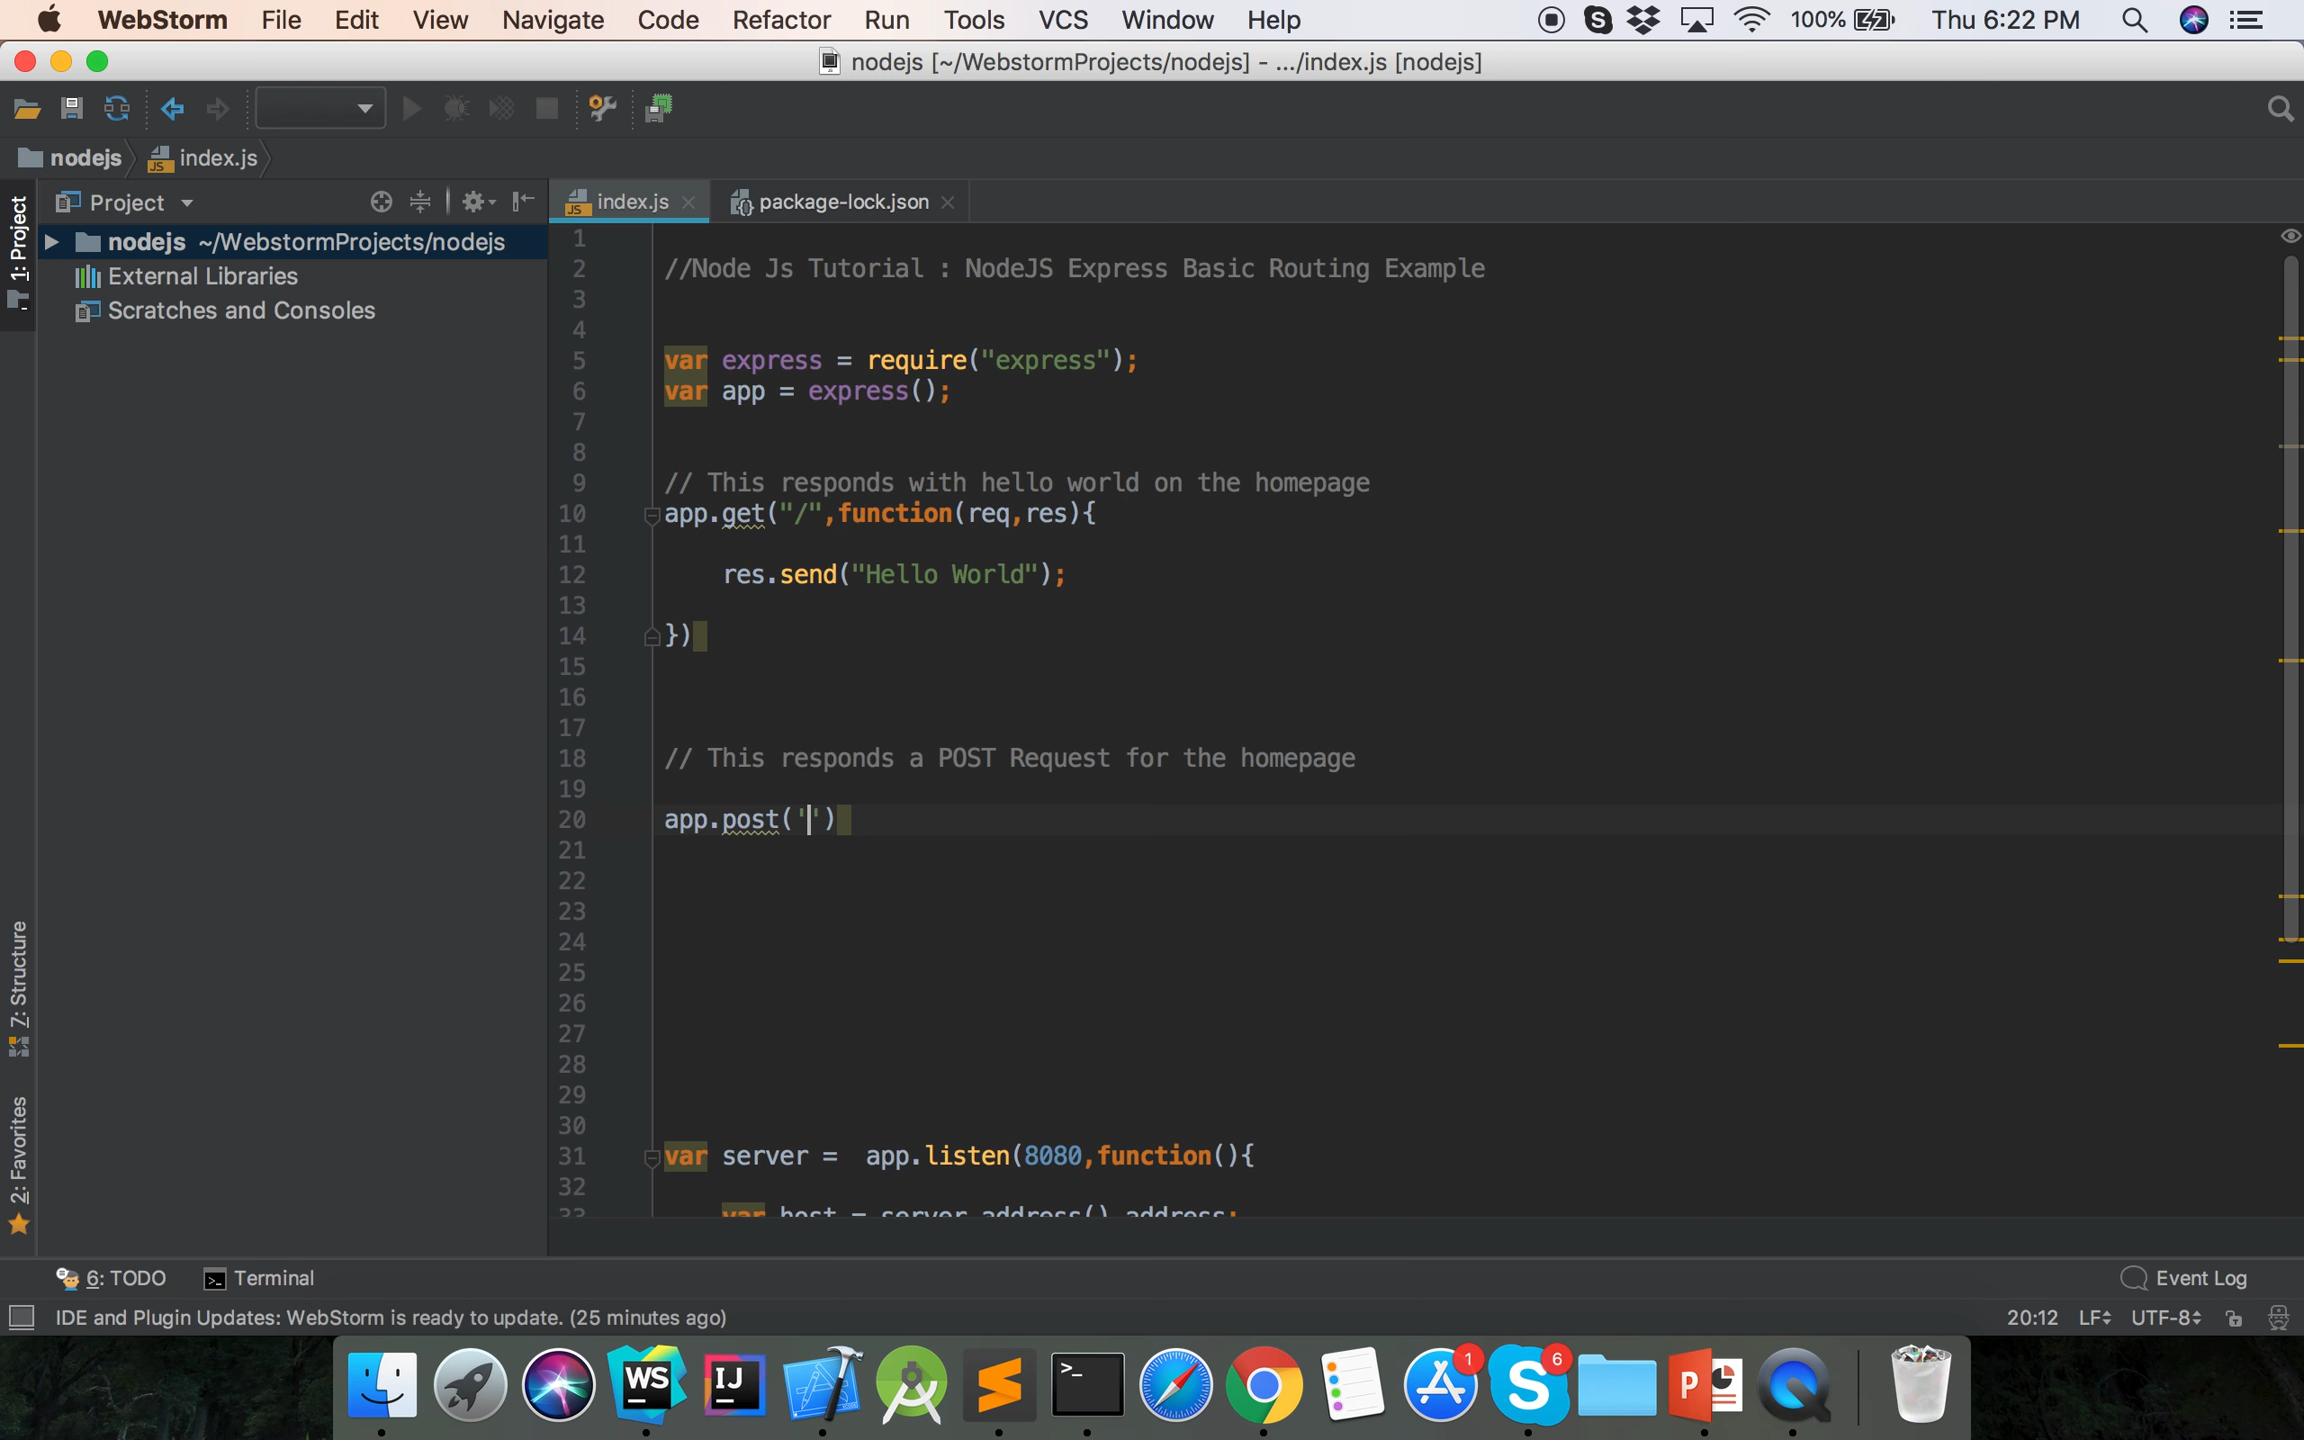 WebStorm File Edit View Navigate Code Refactor Run Tools VCS Window Help 100% Thu 6:22 PM
nodejs [~/WebstormProjects/nodejs] - .../index.js [nodejs]
nodejs index.js
1: Project
Project
index.js package-lock.json
nodejs ~/WebstormProjects/nodejs
External Libraries
Scratches and Consoles
1
2 //Node Js Tutorial : NodeJS Express Basic Routing Example
3
4
5 var express = require("express");
6 var app = express();
7
8
9 // This responds with hello world on the homepage
10 app.get("/",function(req,res){
11
12 res.send("Hello World");
13
14 })
15
16
17
18 // This responds a POST Request for the homepage
19
20 app.post('')
21
22
23
24
25
26
27
28
29
30
31 var server =  app.listen(8080,function(){
32
33 var host = server.address().address;
7: Structure
2: Favorites
6: TODO Terminal Event Log
IDE and Plugin Updates: WebStorm is ready to update. (25 minutes ago) 20:12 LF UTF-8
WS IJ >_ 1 S 6 P